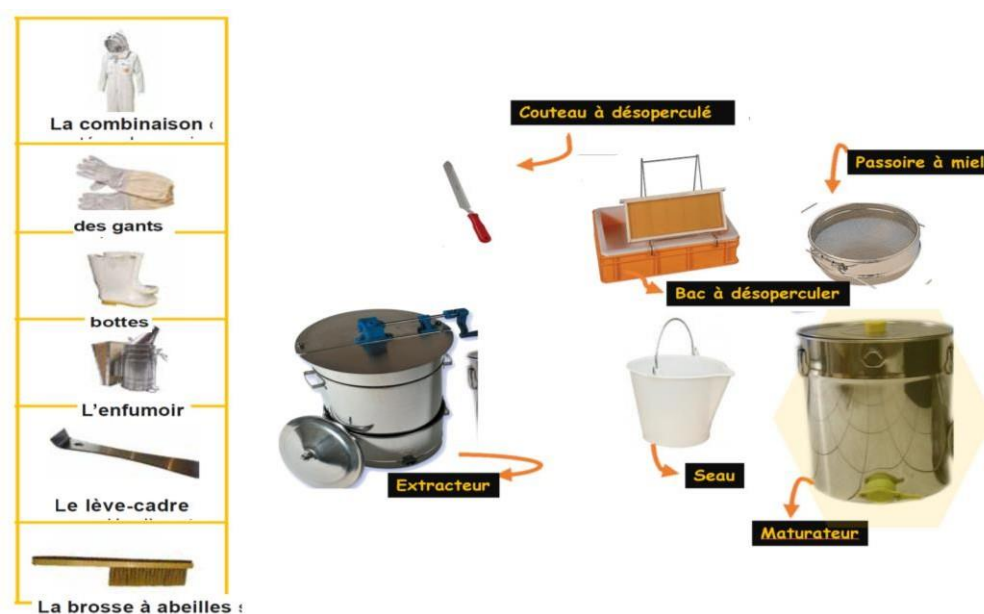 La combinaison
des gants
bottes
L'enfumoir
Le lève-cadre
La brosse à abeilles
Couteau à désoperculé
Passoire à miel
Bac à désoperculer
Extracteur
Seau
Maturateur